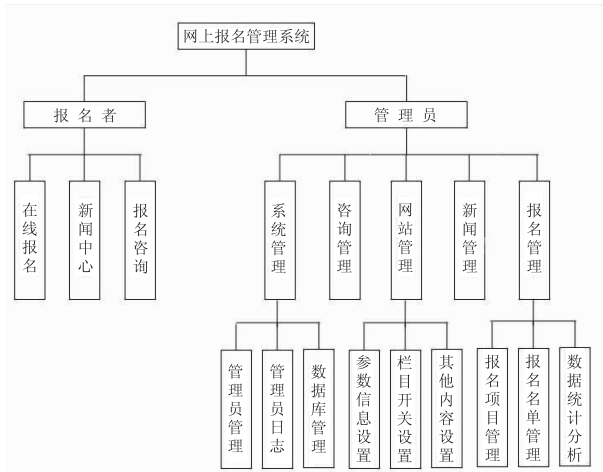 网上报名管理系统
报名者
管理员
在线报名
新闻中心
报名咨询
系统管理
咨询管理
网站管理
新闻管理
报名管理
管理员管理
管理员日志
数据库管理
参数信息设置
栏目开关设置
其他内容设置
报名项目管理
报名名单管理
数据统计分析